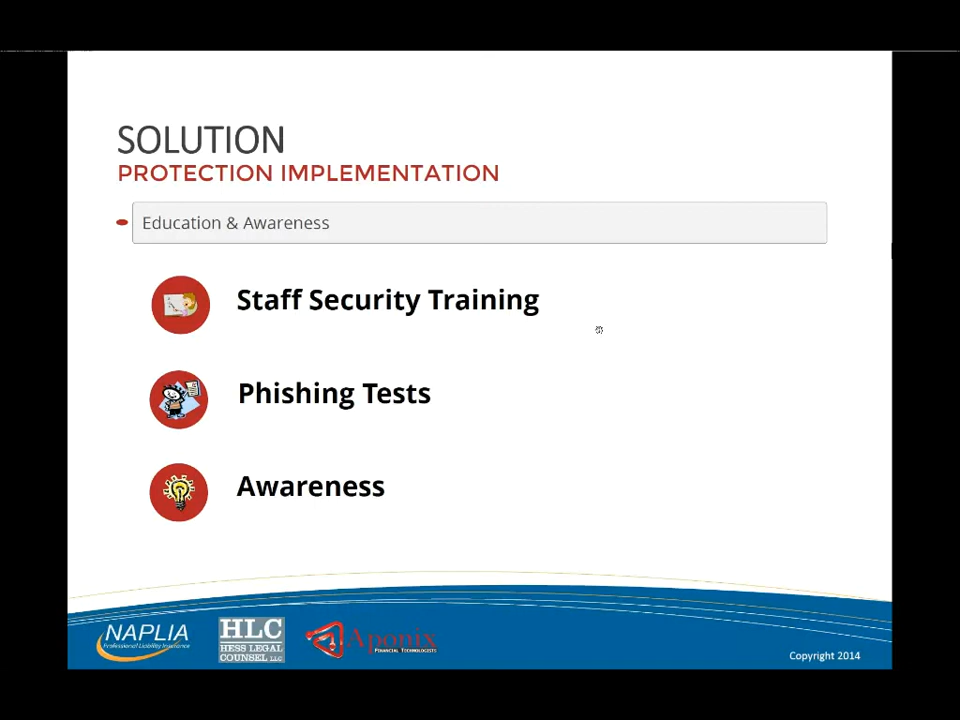 SOLUTION
PROTECTION IMPLEMENTATION
Education & Awareness
Staff Security Training
Phishing Tests
Awareness
NAPLIA
Professional Liability Insurance
HLC
HESS LEGAL
COUNSEL LLC
Aponix
FINANCIAL TECHNOLOGISTS
Copyright 2014